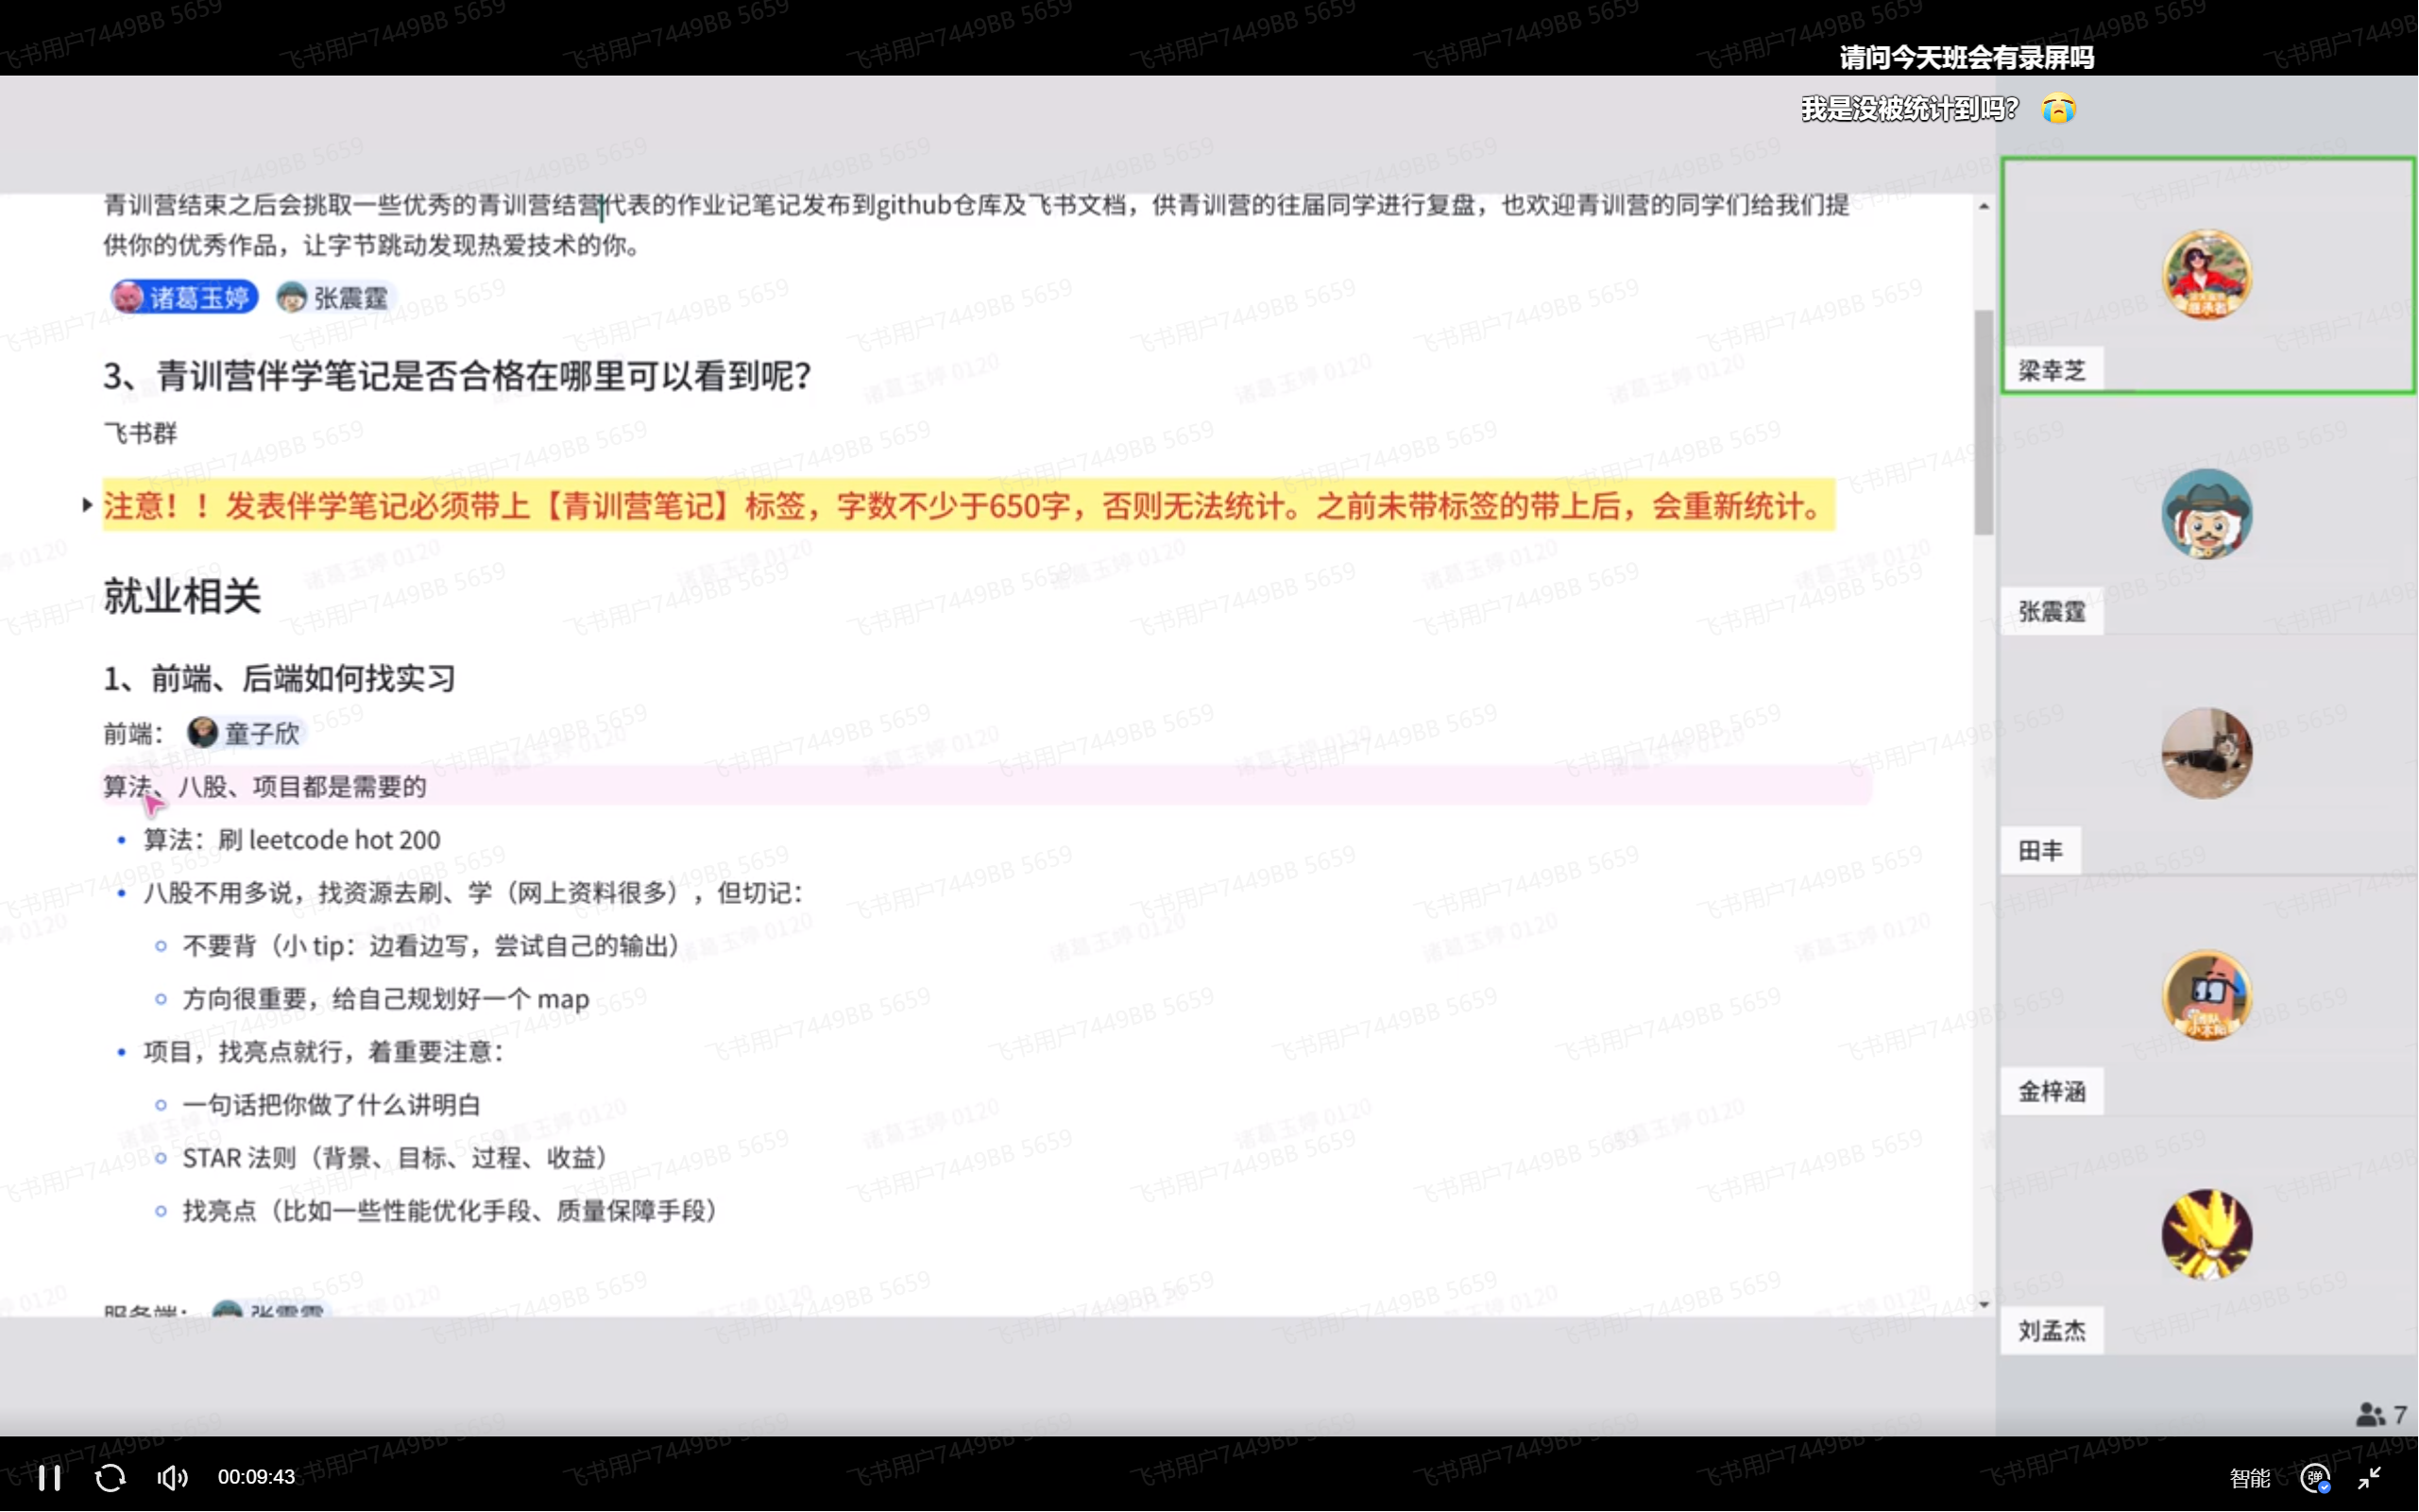 请问今天班会有录屏吗
我是没被统计到吗？
青训营结束之后会挑取一些优秀的青训营结营代表的作业记笔记发布到github仓库及飞书文档，供青训营的往届同学进行复盘，也欢迎青训营的同学们给我们提
供你的优秀作品，让字节跳动发现热爱技术的你。
诸葛玉婷 张震霆
3、青训营伴学笔记是否合格在哪里可以看到呢？
飞书群
注意！！发表伴学笔记必须带上【青训营笔记】标签，字数不少于650字，否则无法统计。之前未带标签的带上后，会重新统计。
就业相关
1、前端、后端如何找实习
前端： 童子欣
算法、八股、项目都是需要的
算法：刷 leetcode hot 200
八股不用多说，找资源去刷、学（网上资料很多），但切记：
不要背（小 tip：边看边写，尝试自己的输出）
方向很重要，给自己规划好一个 map
项目，找亮点就行，着重要注意：
一句话把你做了什么讲明白
STAR 法则（背景、目标、过程、收益）
找亮点（比如一些性能优化手段、质量保障手段）
服务端： 张震霆
梁幸芝
张震霆
田丰
金梓涵
刘孟杰
7
00:09:43
智能
弹
飞书用户7449BB 5659
诸葛玉婷 0120